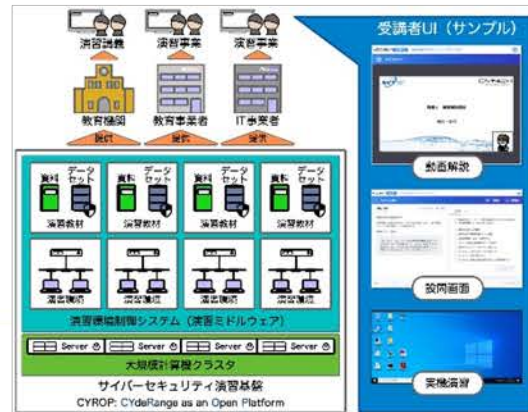 演習講義 演習事業 演習事業
教育機関 教育事業者 IT事業者
提供 提供 提供
資料 データセット 資料 データセット 資料 データセット 資料 データセット
演習教材 演習教材 演習教材 演習教材
演習環境 演習環境 演習環境 演習環境
演習環境制御システム（演習ミドルウェア）
Server Server Server Server
大規模計算機クラスタ
サイバーセキュリティ演習基盤
CYROP: CYdeRange as an Open Platform
受講者UI（サンプル）
動画解説
設問画面
実機演習